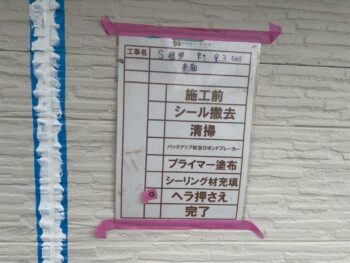 工事名
施工前
シール撤去
清掃
バックアップ材及びボンドブレーカー
プライマー塗布
シーリング材充填
ヘラ押さえ
完了